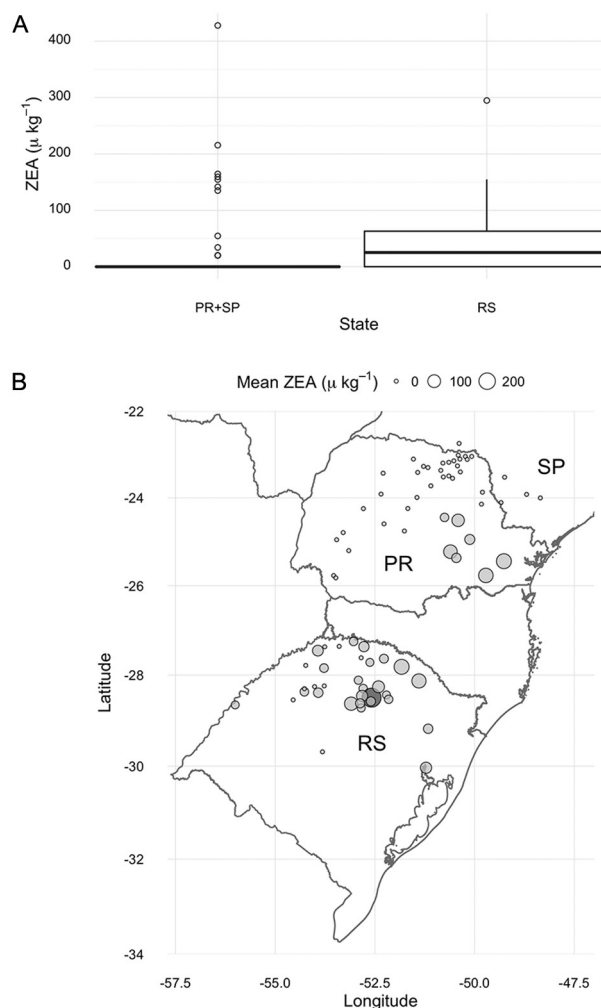 A
400
300
200
100
0
ZEA (μ kg⁻¹)
PR+SP RS
State
B
Mean ZEA (μ kg⁻¹) 0 100 200
-22
-24
-26
-28
-30
-32
-34
Latitude
SP
PR
RS
-57.5 -55.0 -52.5 -50.0 -47.5
Longitude